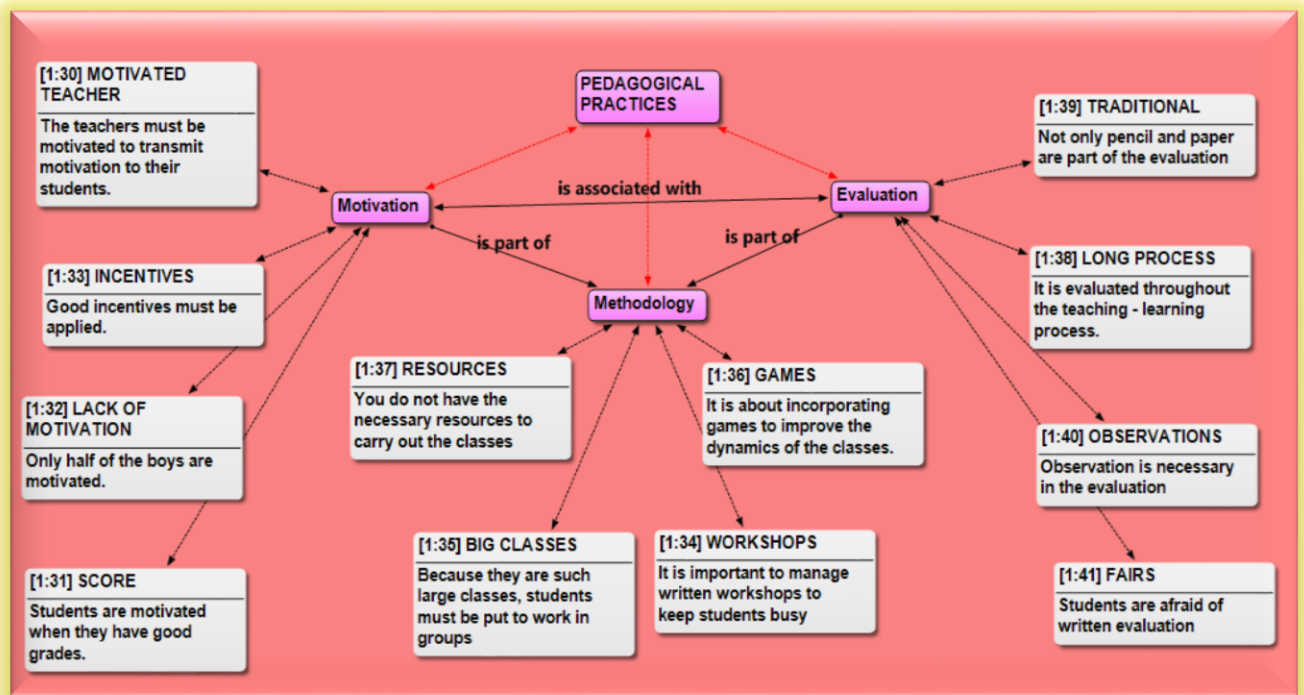 PEDAGOGICAL
PRACTICES
[1:30] MOTIVATED
TEACHER
The teachers must be
motivated to transmit
motivation to their
students.
[1:39] TRADITIONAL
Not only pencil and paper
are part of the evaluation
is associated with
Motivation
Evaluation
is part of
is part of
[1:33] INCENTIVES
Good incentives must be
applied.
Methodology
[1:38] LONG PROCESS
It is evaluated throughout
the teaching - learning
process.
[1:37] RESOURCES
You do not have the
necessary resources to
carry out the classes
[1:36] GAMES
It is about incorporating
games to improve the
dynamics of the classes.
[1:32] LACK OF
MOTIVATION
Only half of the boys are
motivated.
[1:40] OBSERVATIONS
Observation is necessary
in the evaluation
[1:35] BIG CLASSES
Because they are such
large classes, students
must be put to work in
groups
[1:34] WORKSHOPS
It is important to manage
written workshops to
keep students busy
[1:31] SCORE
Students are motivated
when they have good
grades.
[1:41] FAIRS
Students are afraid of
written evaluation